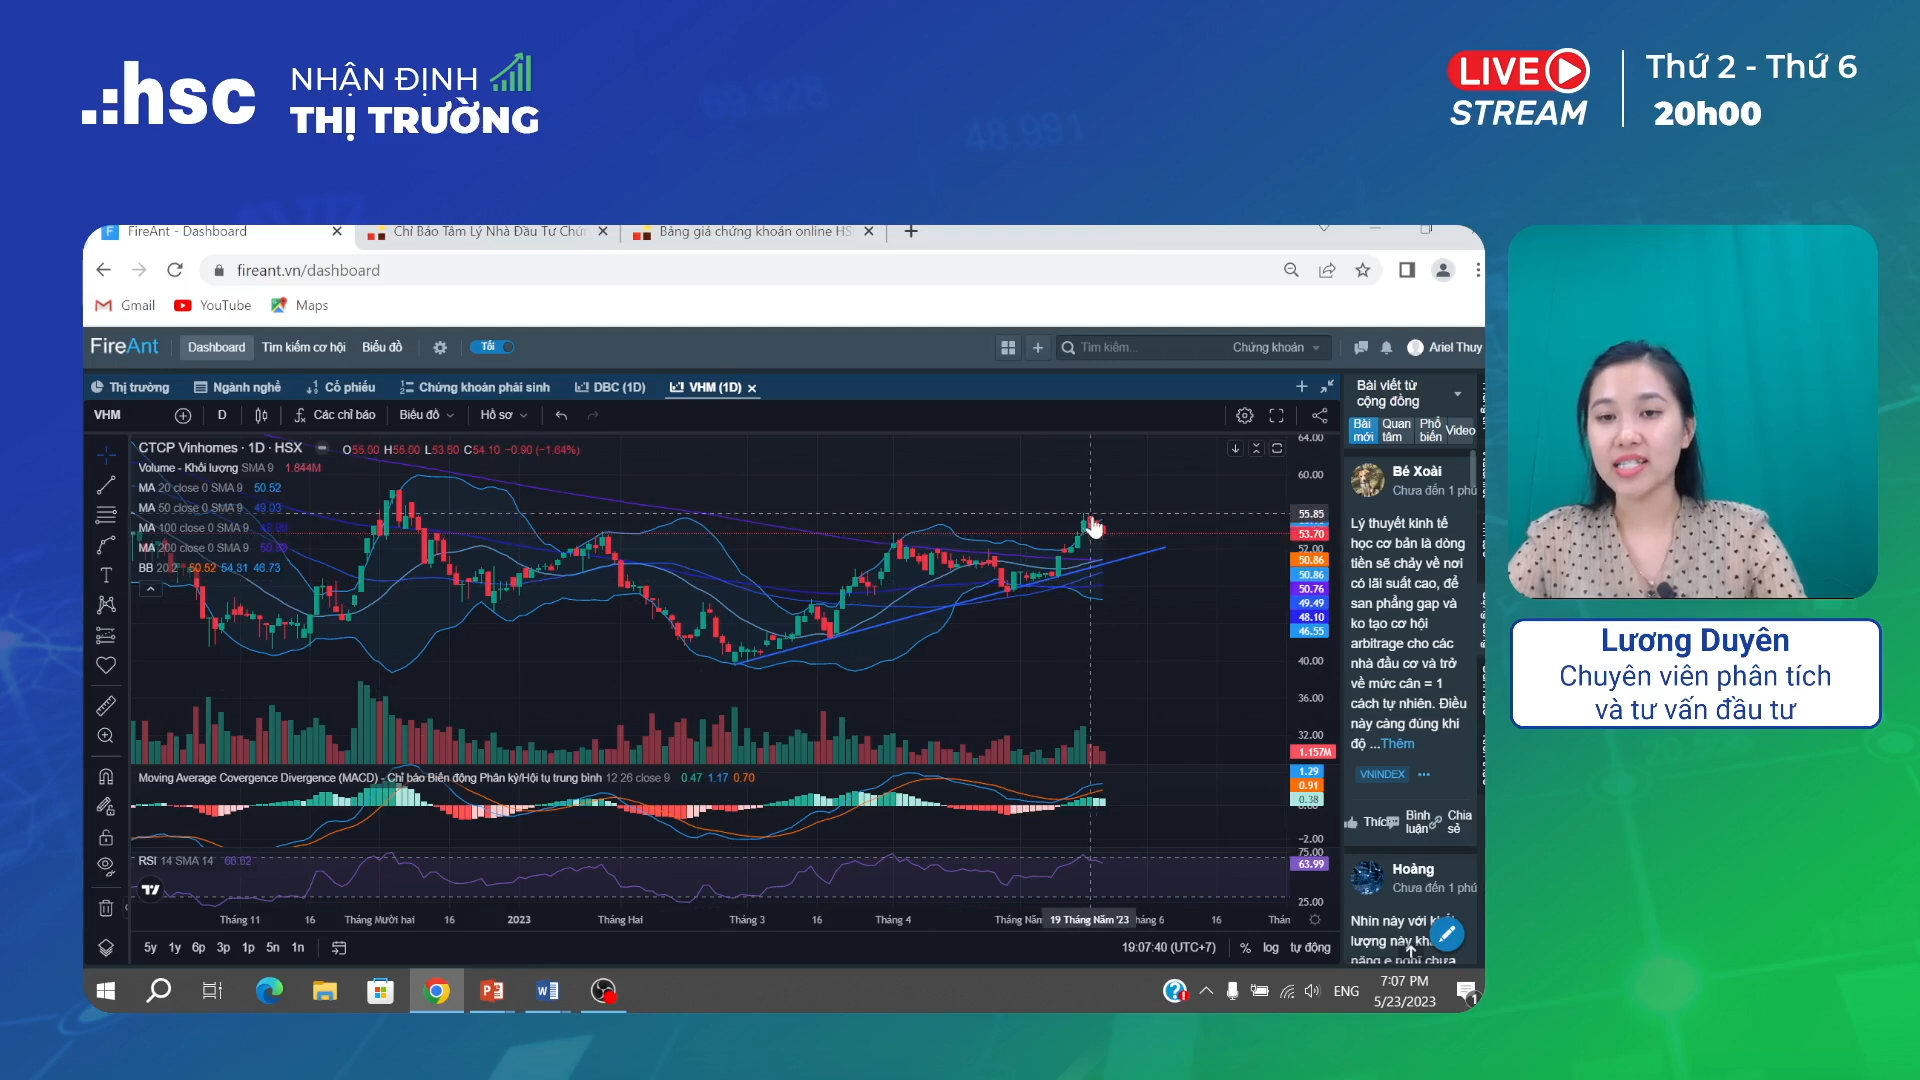 .:hsc
NHẬN ĐỊNH
THỊ TRƯỜNG
LIVE
STREAM
Thứ 2 - Thứ 6
20h00
FireAnt - Dashboard
Chỉ Báo Tâm Lý Nhà Đầu Tư Chứ
Bảng giá chứng khoán online HS
fireant.vn/dashboard
Gmail
YouTube
Maps
FireAnt
Dashboard
Tìm kiếm cơ hội
Biểu đồ
Tối
Tìm kiếm...
Chứng khoán
Ariel Thuy
Thị trường
Ngành nghề
Cổ phiếu
Chứng khoán phái sinh
DBC (1D)
VHM (1D)
VHM
D
Các chỉ báo
Biểu đồ
Hồ sơ
CTCP Vinhomes · 1D · HSX
O55.00 H55.00 L53.60 C54.10 −0.90 (−1.64%)
Volume - Khối lượng SMA 9 1.844M
MA 20 close 0 SMA 9 50.52
MA 50 close 0 SMA 9 49.03
MA 100 close 0 SMA 9
MA 200 close 0 SMA 9
BB 20 2 50.52 54.31 46.73
64.00
60.00
55.85
53.70
52.00
50.86
50.86
50.76
49.49
48.10
46.55
40.00
36.00
32.00
1.157M
Moving Average Covergence Divergence (MACD) - Chỉ báo Biến động Phân kỳ/Hội tụ trung bình 12 26 close 9 0.47 1.17 0.70
1.29
0.91
0.38
−2.00
RSI 14 SMA 14 66.62
75.00
63.99
25.00
Tháng 11
16
Tháng Mười hai
16
2023
Tháng Hai
Tháng 3
16
Tháng 4
Tháng Năm
19 Tháng Năm '23
háng 6
16
Thán
5y 1y 6p 3p 1p 5n 1n
19:07:40 (UTC+7)
% log tự động
Bài viết từ
cộng đồng
Bài
mới
Quan
tâm
Phổ
biến
Video
Bé Xoài
Chưa đến 1 phú
Lý thuyết kinh tế
học cơ bản là dòng
tiền sẽ chảy về nơi
có lãi suất cao, để
san phẳng gap và
ko tạo cơ hội
arbitrage cho các
nhà đầu cơ và trở
về mức cân = 1
cách tự nhiên. Điều
này càng đúng khi
độ ...Thêm
VNINDEX
Thíc
Bình
luận
Chia
sẻ
Hoàng
Chưa đến 1 phú
Nhìn này với
lượng này kh
ENG
7:07 PM
5/23/2023
1
Lương Duyên
Chuyên viên phân tích
và tư vấn đầu tư